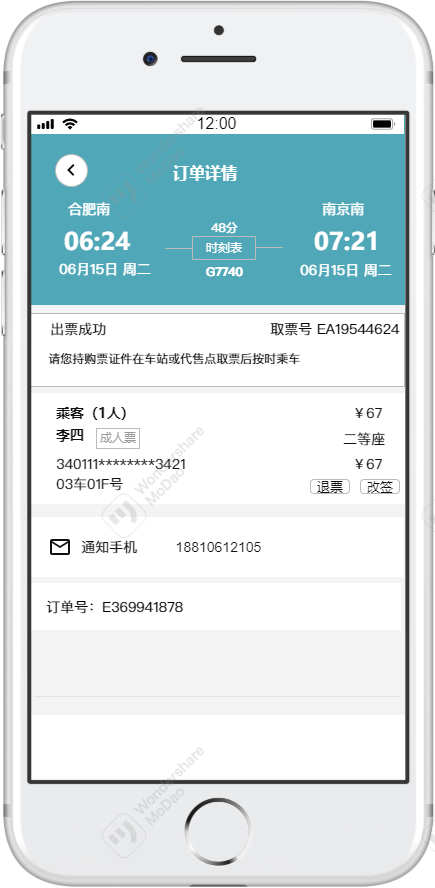 12:00
订单详情
合肥南 南京南
48分
06:24 时刻表 07:21
06月15日 周二 G7740 06月15日 周二
出票成功 取票号 EA19544624
请您持购票证件在车站或代售点取票后按时乘车
乘客（1人） ￥67
李四 成人票 二等座
340111********3421 ￥67
03车01F号 退票 改签
通知手机 18810612105
订单号：E369941878
Wondershare
MoDao
Wondershare
MoDao
Wondershare
MoDao